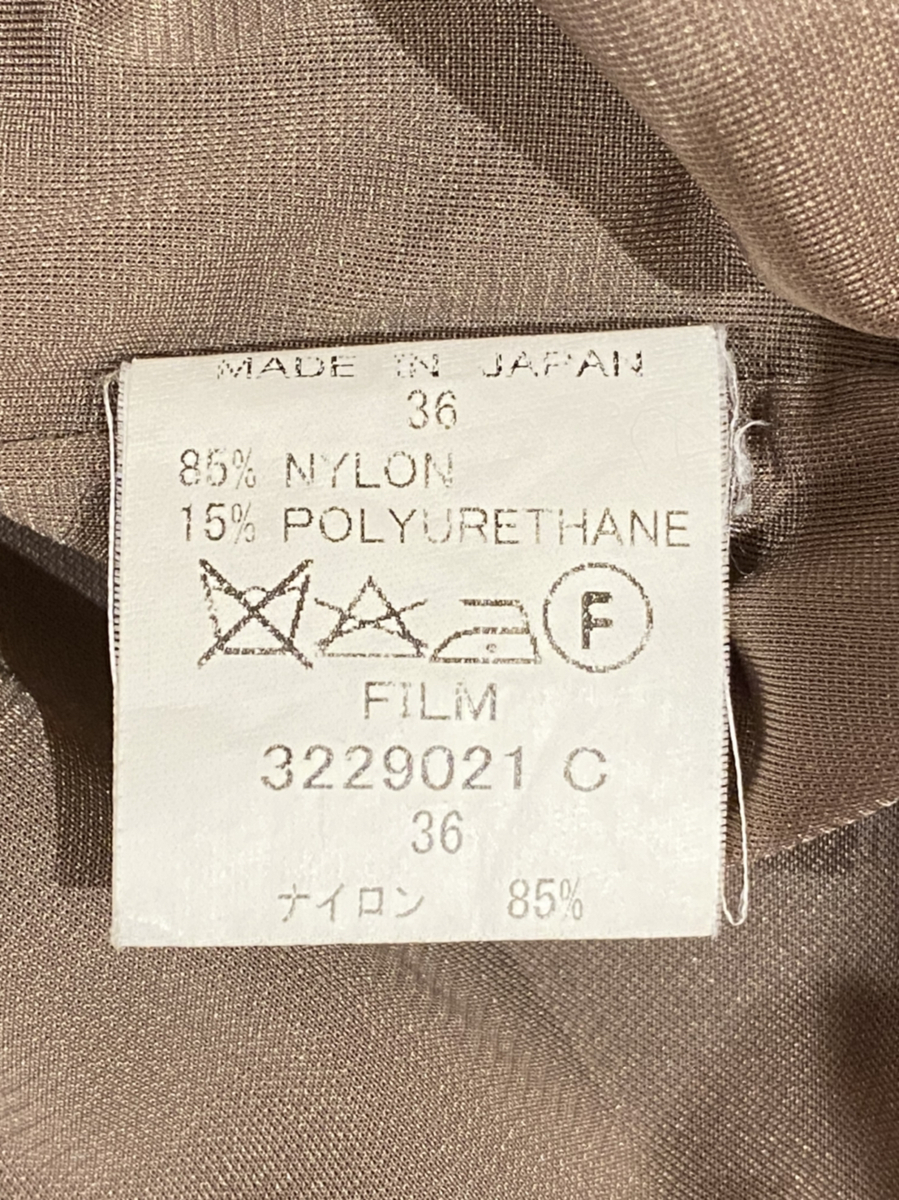 MADE IN JAPAN
36
85% NYLON
15% POLYURETHANE
F
FILM
3229021 C
36
ナイロン 85%